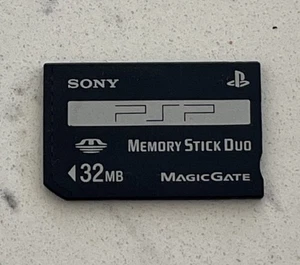 SONY
PSP
MEMORY STICK DUO
32MB
MAGICGATE